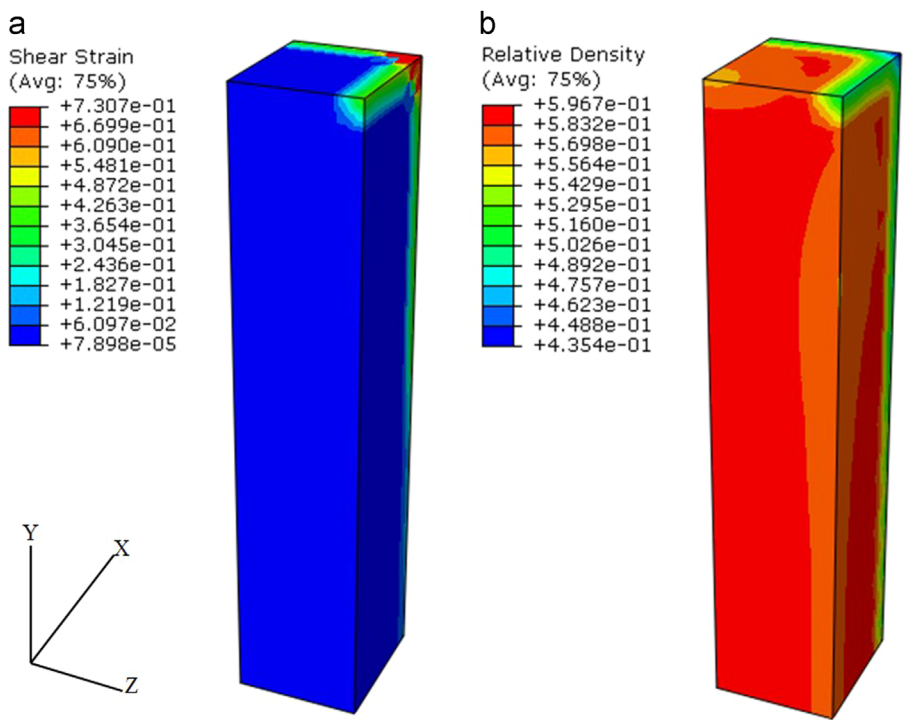 a
Shear Strain
(Avg: 75%)
+7.307e-01
+6.699e-01
+6.090e-01
+5.481e-01
+4.872e-01
+4.263e-01
+3.654e-01
+3.045e-01
+2.436e-01
+1.827e-01
+1.219e-01
+6.097e-02
+7.898e-05
Y
X
Z
b
Relative Density
(Avg: 75%)
+5.967e-01
+5.832e-01
+5.698e-01
+5.564e-01
+5.429e-01
+5.295e-01
+5.160e-01
+5.026e-01
+4.892e-01
+4.757e-01
+4.623e-01
+4.488e-01
+4.354e-01